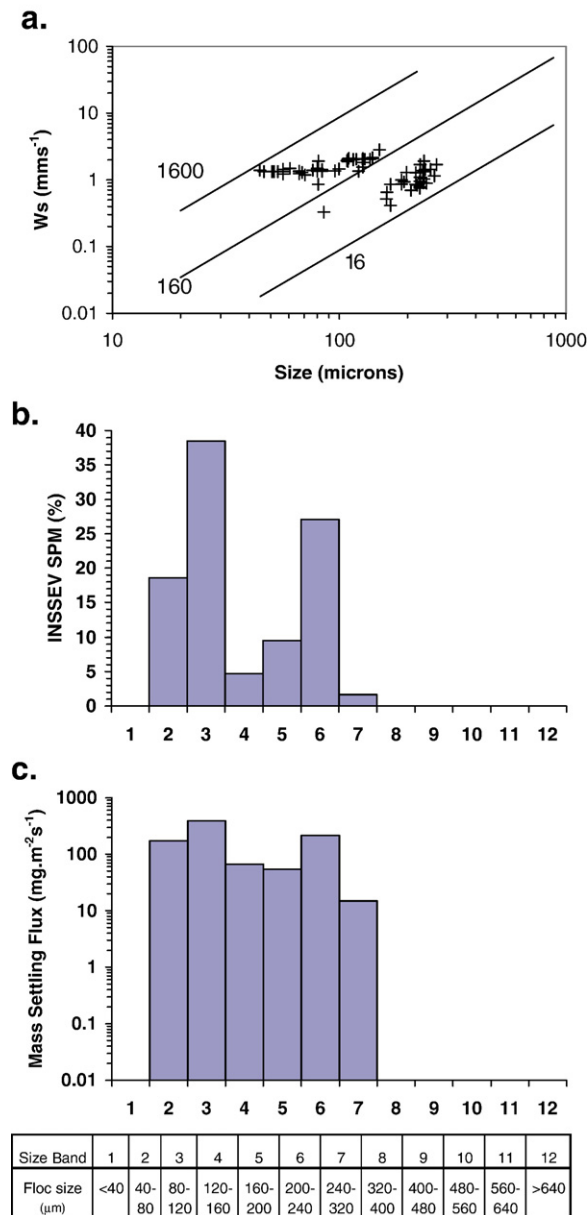 a.
100
10
1
0.1
0.01
Ws (mms⁻¹)
1600
160
16
10 100 1000
Size (microns)
b.
40
35
30
25
20
15
10
5
0
INSSEV SPM (%)
1 2 3 4 5 6 7 8 9 10 11 12
c.
1000
100
10
1
0.1
0.01
Mass Settling Flux (mg.m⁻²s⁻¹)
1 2 3 4 5 6 7 8 9 10 11 12
Size Band 1 2 3 4 5 6 7 8 9 10 11 12
Floc size (μm) <40 40-80 80-120 120-160 160-200 200-240 240-320 320-400 400-480 480-560 560-640 >640